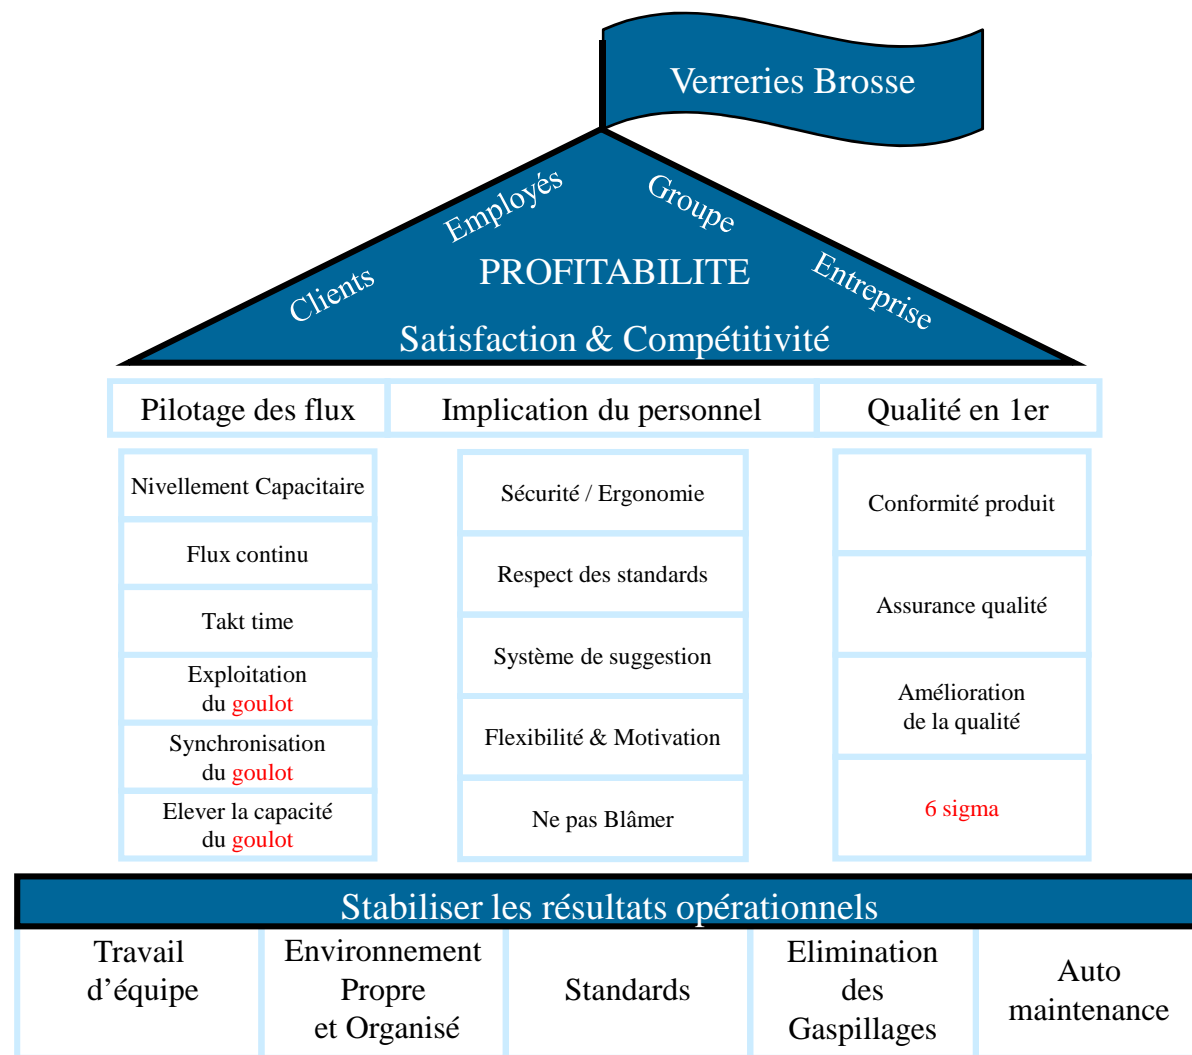 Verreries Brosse
Employés
Groupe
Clients
Entreprise
PROFITABILITE
Satisfaction & Compétitivité
Pilotage des flux
Implication du personnel
Qualité en 1er
Nivellement Capacitaire
Flux continu
Takt time
Exploitation
du goulot
Synchronisation
du goulot
Elever la capacité
du goulot
Sécurité / Ergonomie
Respect des standards
Système de suggestion
Flexibilité & Motivation
Ne pas Blâmer
Conformité produit
Assurance qualité
Amélioration
de la qualité
6 sigma
Stabiliser les résultats opérationnels
Travail
d’équipe
Environnement
Propre
et Organisé
Standards
Elimination
des
Gaspillages
Auto
maintenance